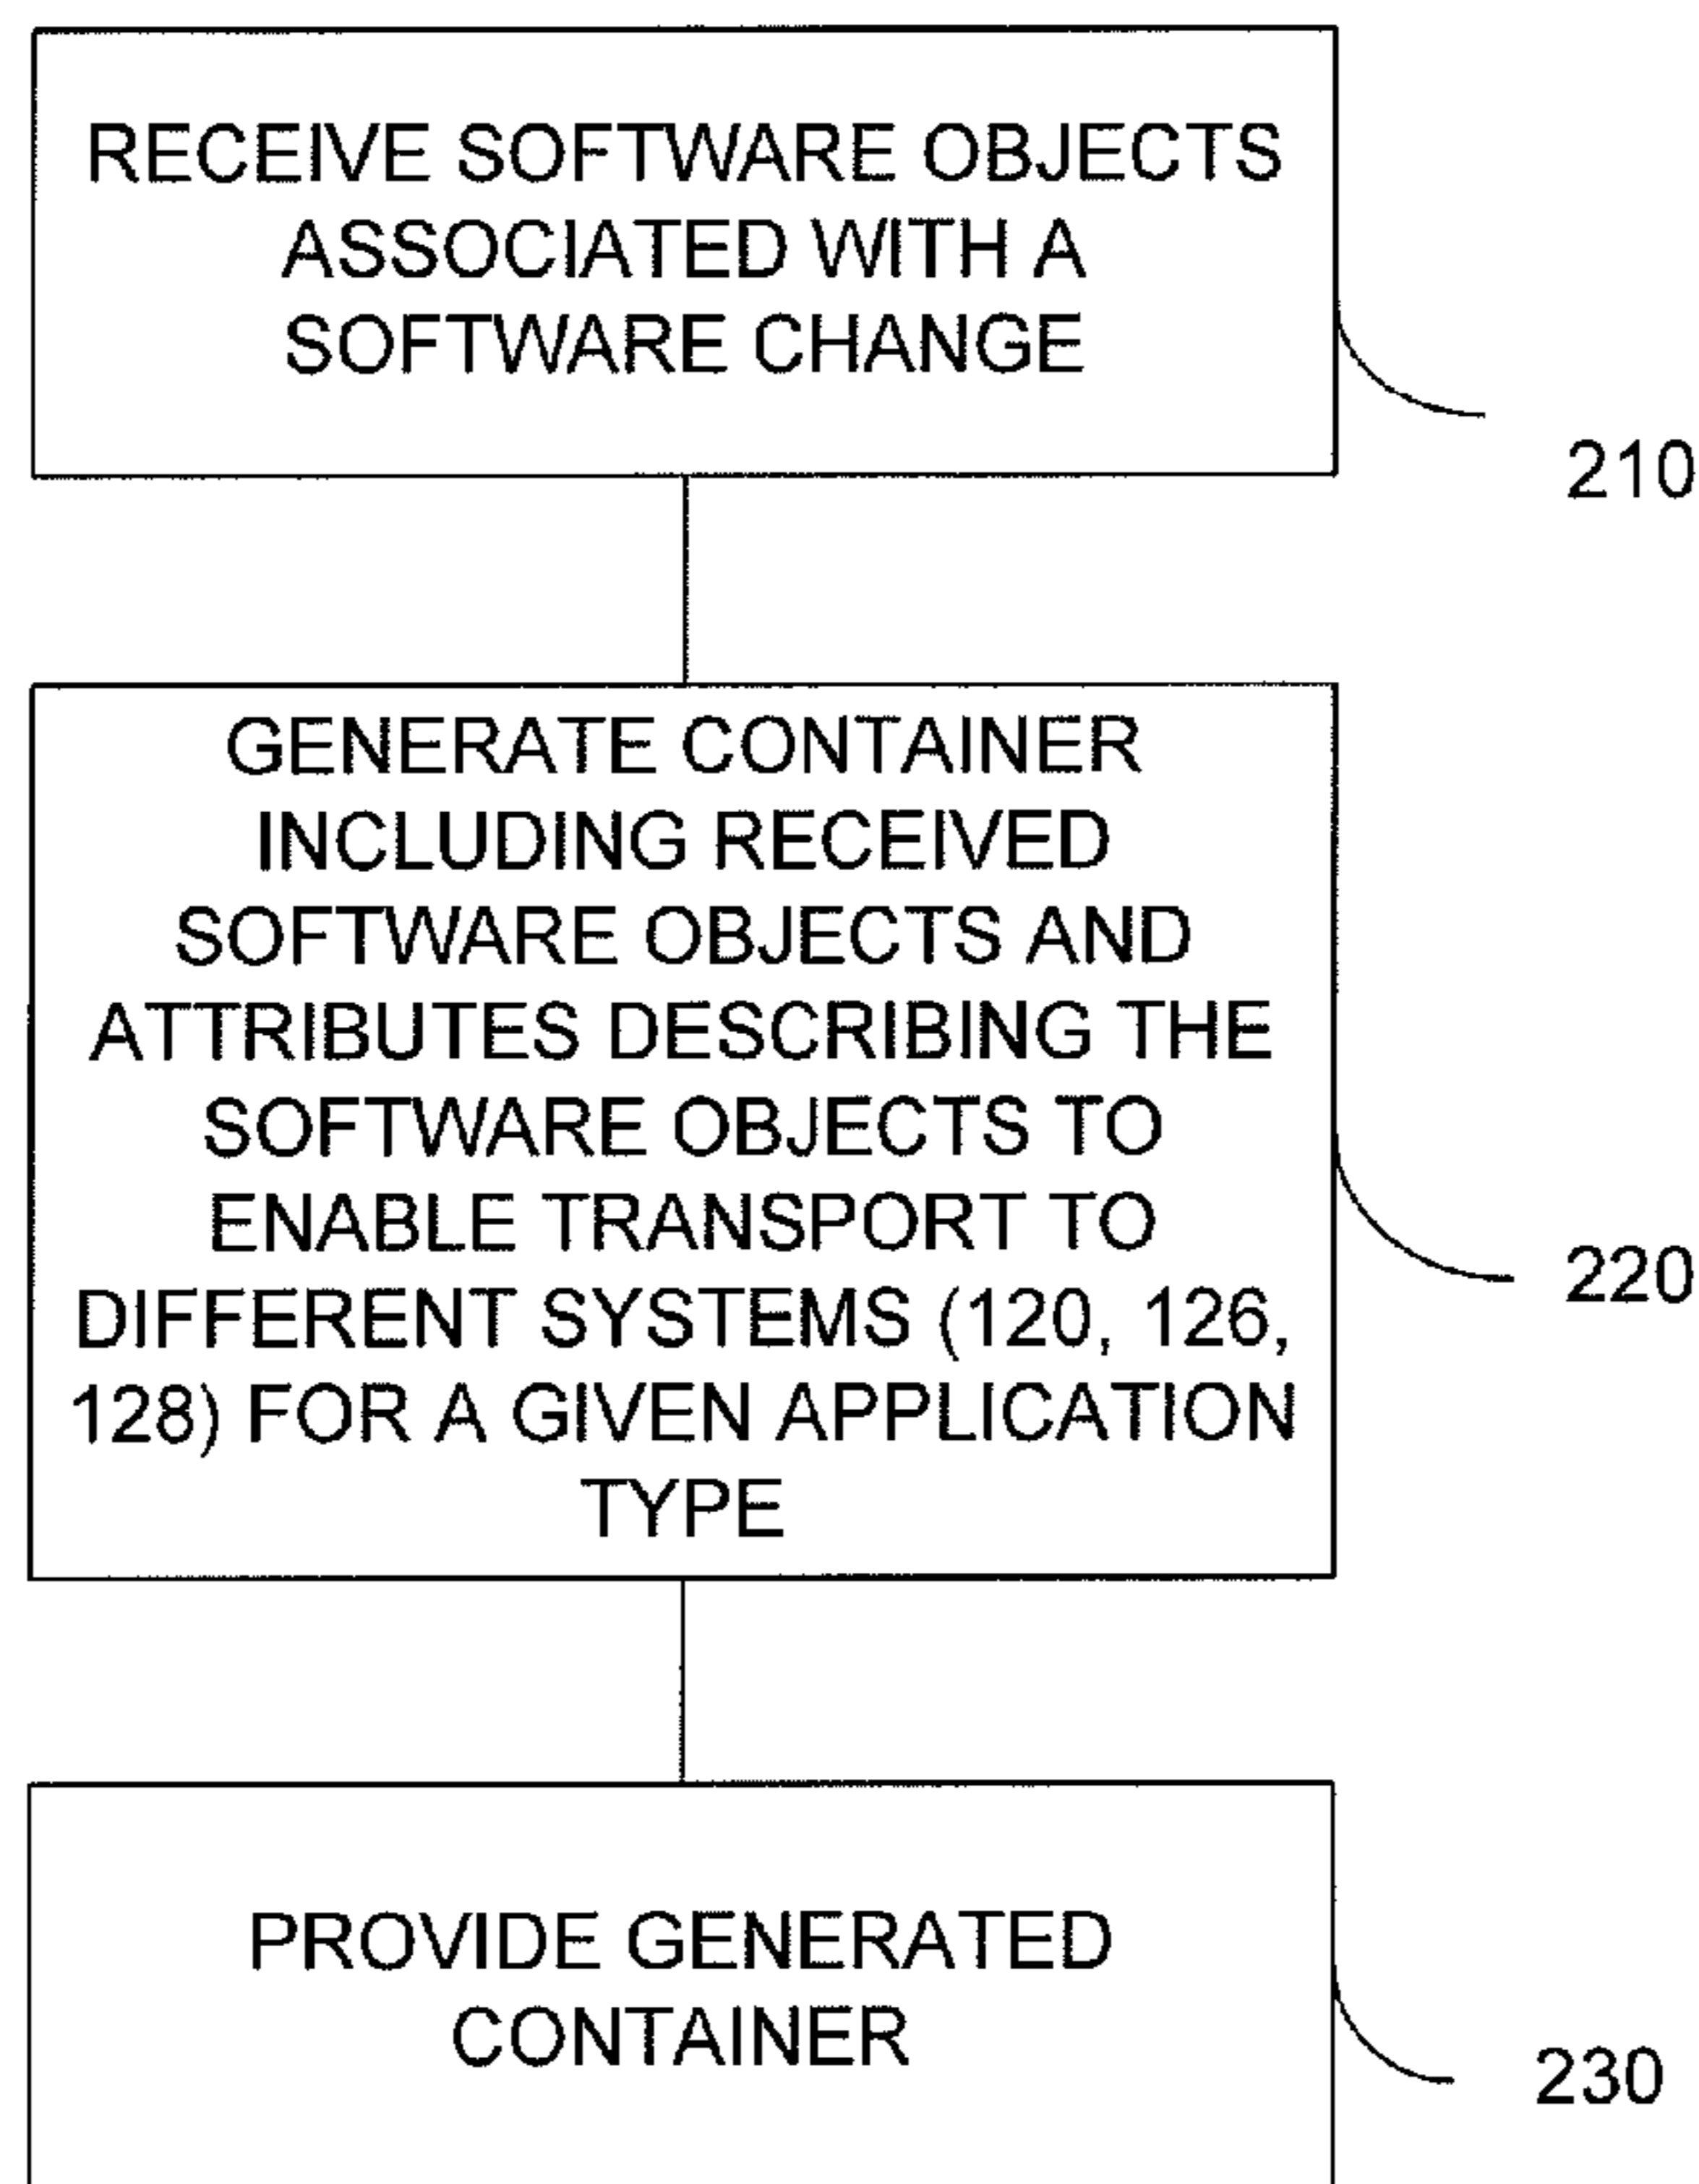 RECEIVE SOFTWARE OBJECTS
ASSOCIATED WITH A
SOFTWARE CHANGE
210
GENERATE CONTAINER
INCLUDING RECEIVED
SOFTWARE OBJECTS AND
ATTRIBUTES DESCRIBING THE
SOFTWARE OBJECTS TO
ENABLE TRANSPORT TO
DIFFERENT SYSTEMS (120, 126,
128) FOR A GIVEN APPLICATION
TYPE
220
PROVIDE GENERATED
CONTAINER
230